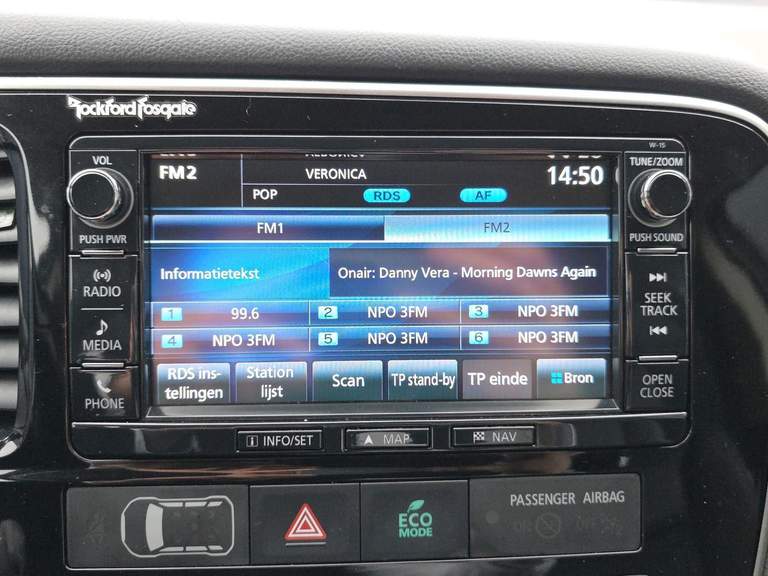 Rockford Fosgate
W-15
VOL
PUSH PWR
RADIO
MEDIA
PHONE
FM2
VERONICA
14:50
POP
RDS
AF
FM1
FM2
Informatietekst
Onair: Danny Vera - Morning Dawns Again
1 99.6
2 NPO 3FM
3 NPO 3FM
4 NPO 3FM
5 NPO 3FM
6 NPO 3FM
RDS ins-
tellingen
Station
lijst
Scan
TP stand-by
TP einde
Bron
TUNE/ZOOM
PUSH SOUND
SEEK
TRACK
OPEN
CLOSE
i INFO/SET
MAP
NAV
ECO
MODE
PASSENGER AIRBAG